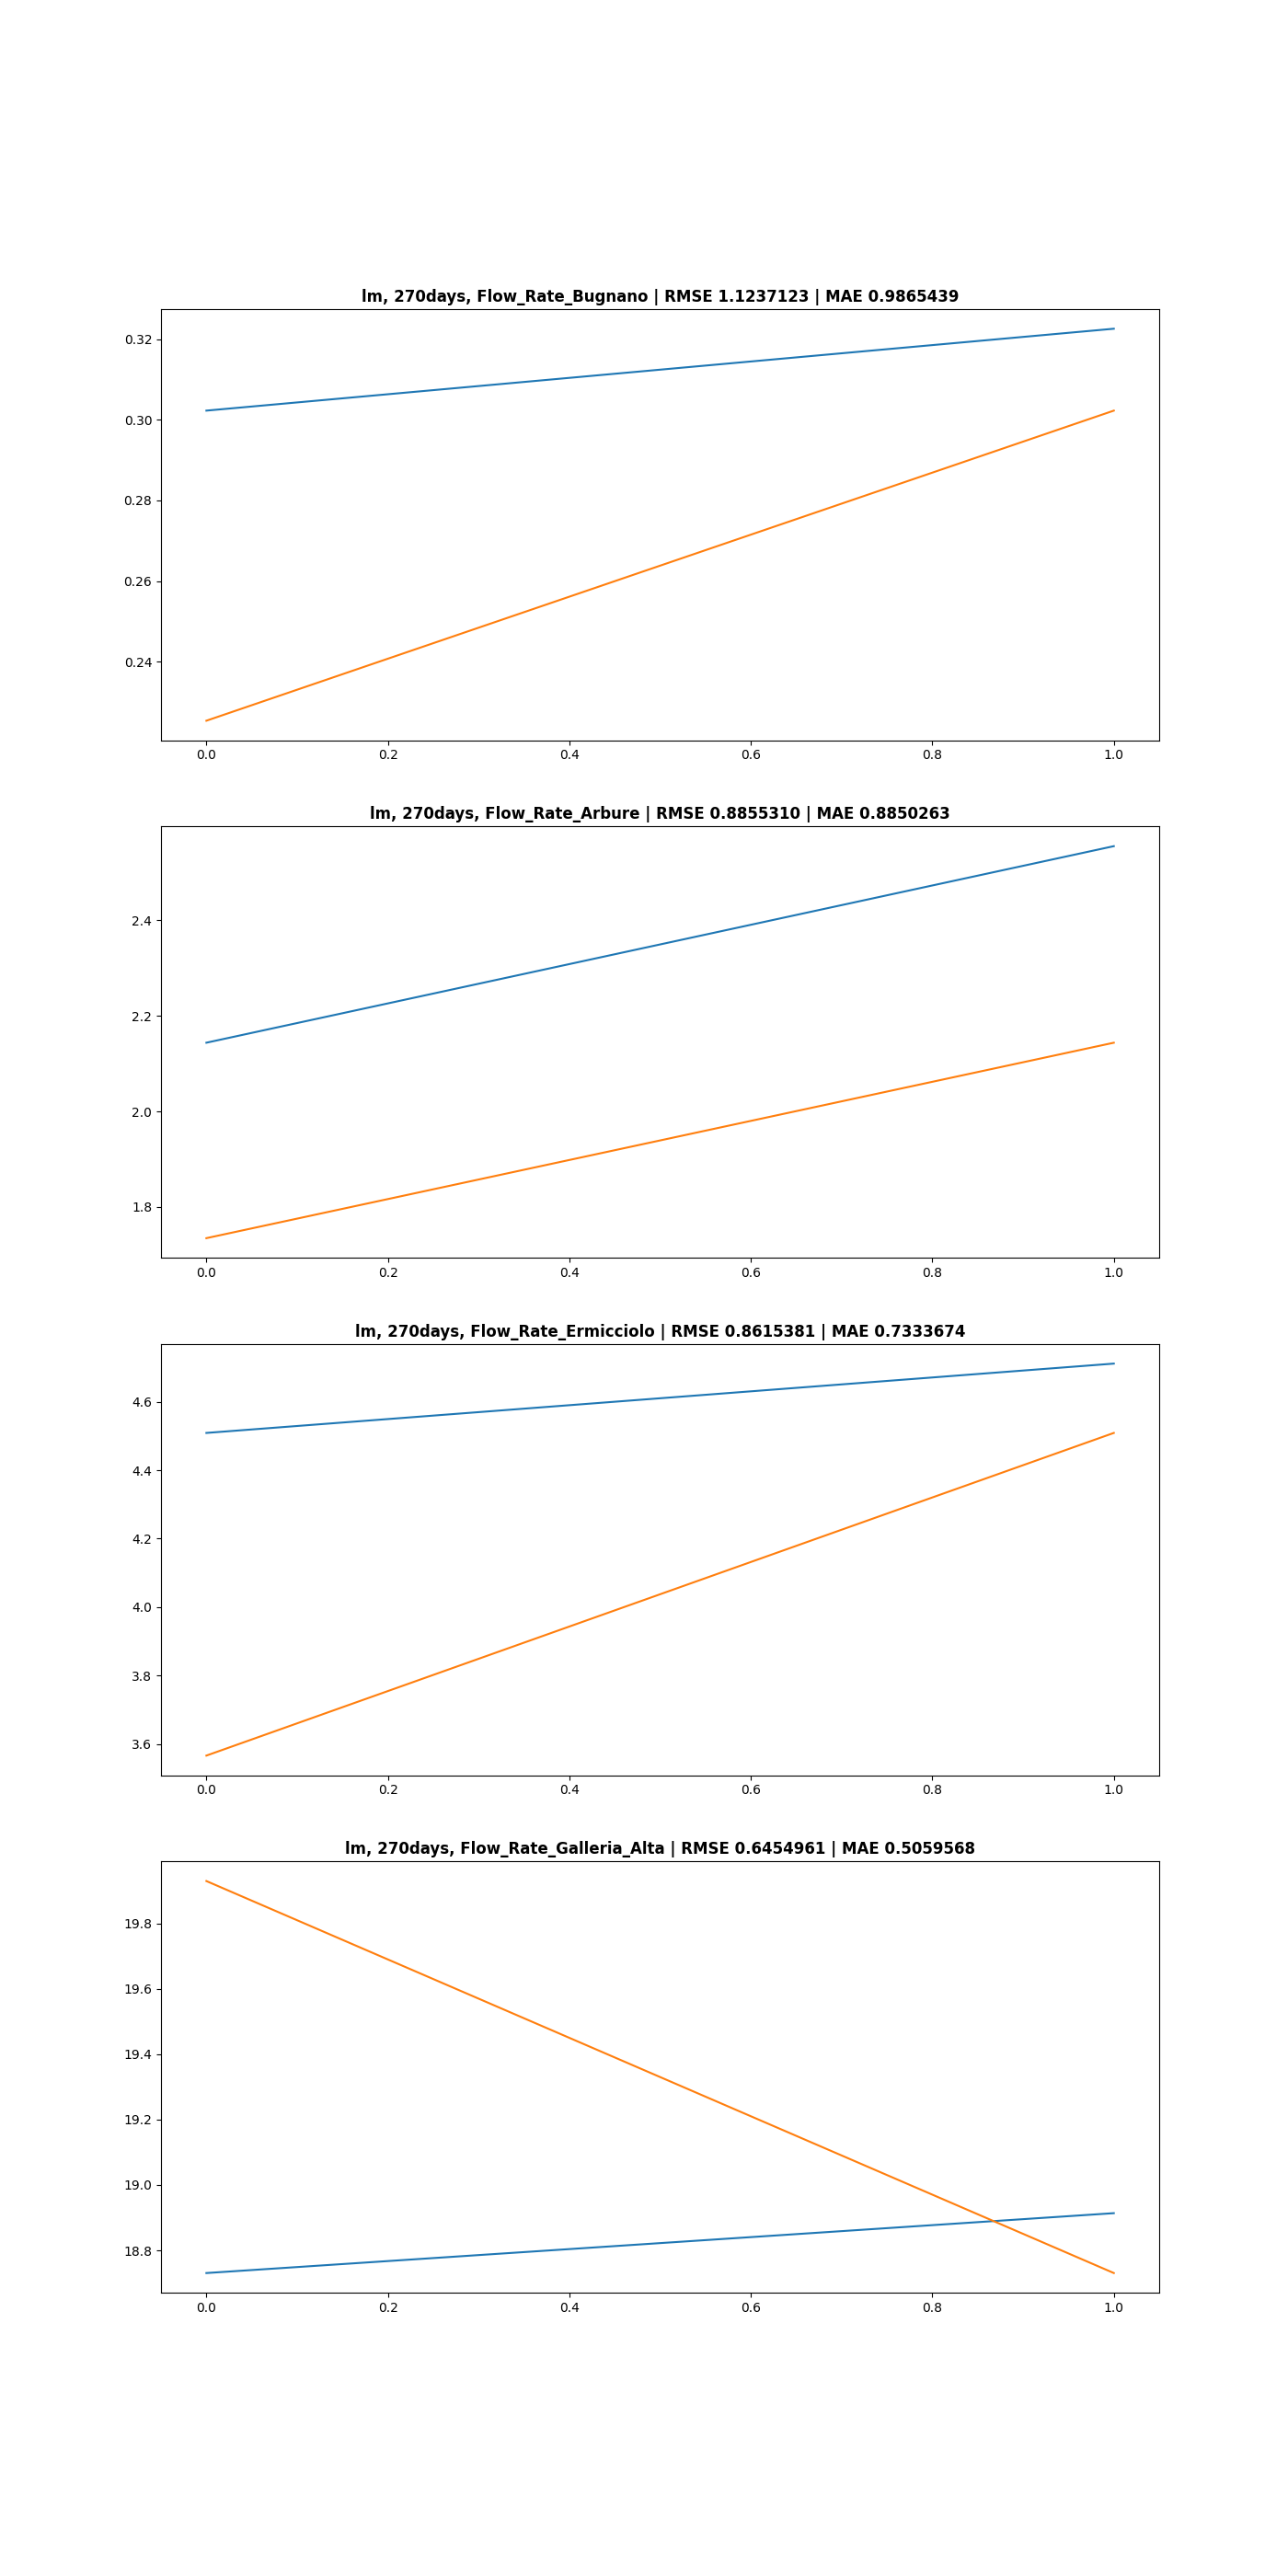 lm, 270days, Flow_Rate_Bugnano | RMSE 1.1237123 | MAE 0.9865439
0.32
0.30
0.28
0.26
0.24
0.0 0.2 0.4 0.6 0.8 1.0
lm, 270days, Flow_Rate_Arbure | RMSE 0.8855310 | MAE 0.8850263
2.4
2.2
2.0
1.8
0.0 0.2 0.4 0.6 0.8 1.0
lm, 270days, Flow_Rate_Ermicciolo | RMSE 0.8615381 | MAE 0.7333674
4.6
4.4
4.2
4.0
3.8
3.6
0.0 0.2 0.4 0.6 0.8 1.0
lm, 270days, Flow_Rate_Galleria_Alta | RMSE 0.6454961 | MAE 0.5059568
19.8
19.6
19.4
19.2
19.0
18.8
0.0 0.2 0.4 0.6 0.8 1.0